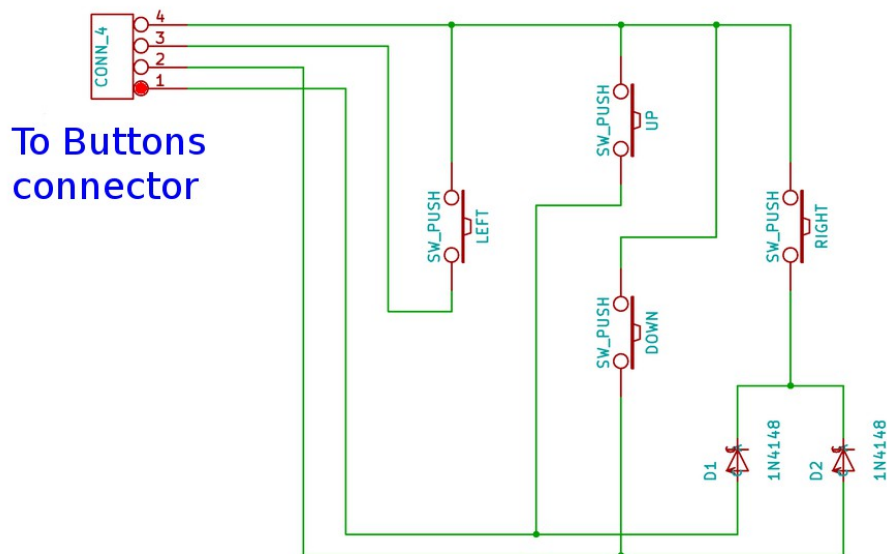 CONN_4
4
3
2
1
To Buttons
connector
SW_PUSH
LEFT
SW_PUSH
UP
SW_PUSH
DOWN
SW_PUSH
RIGHT
D1
1N4148
D2
1N4148